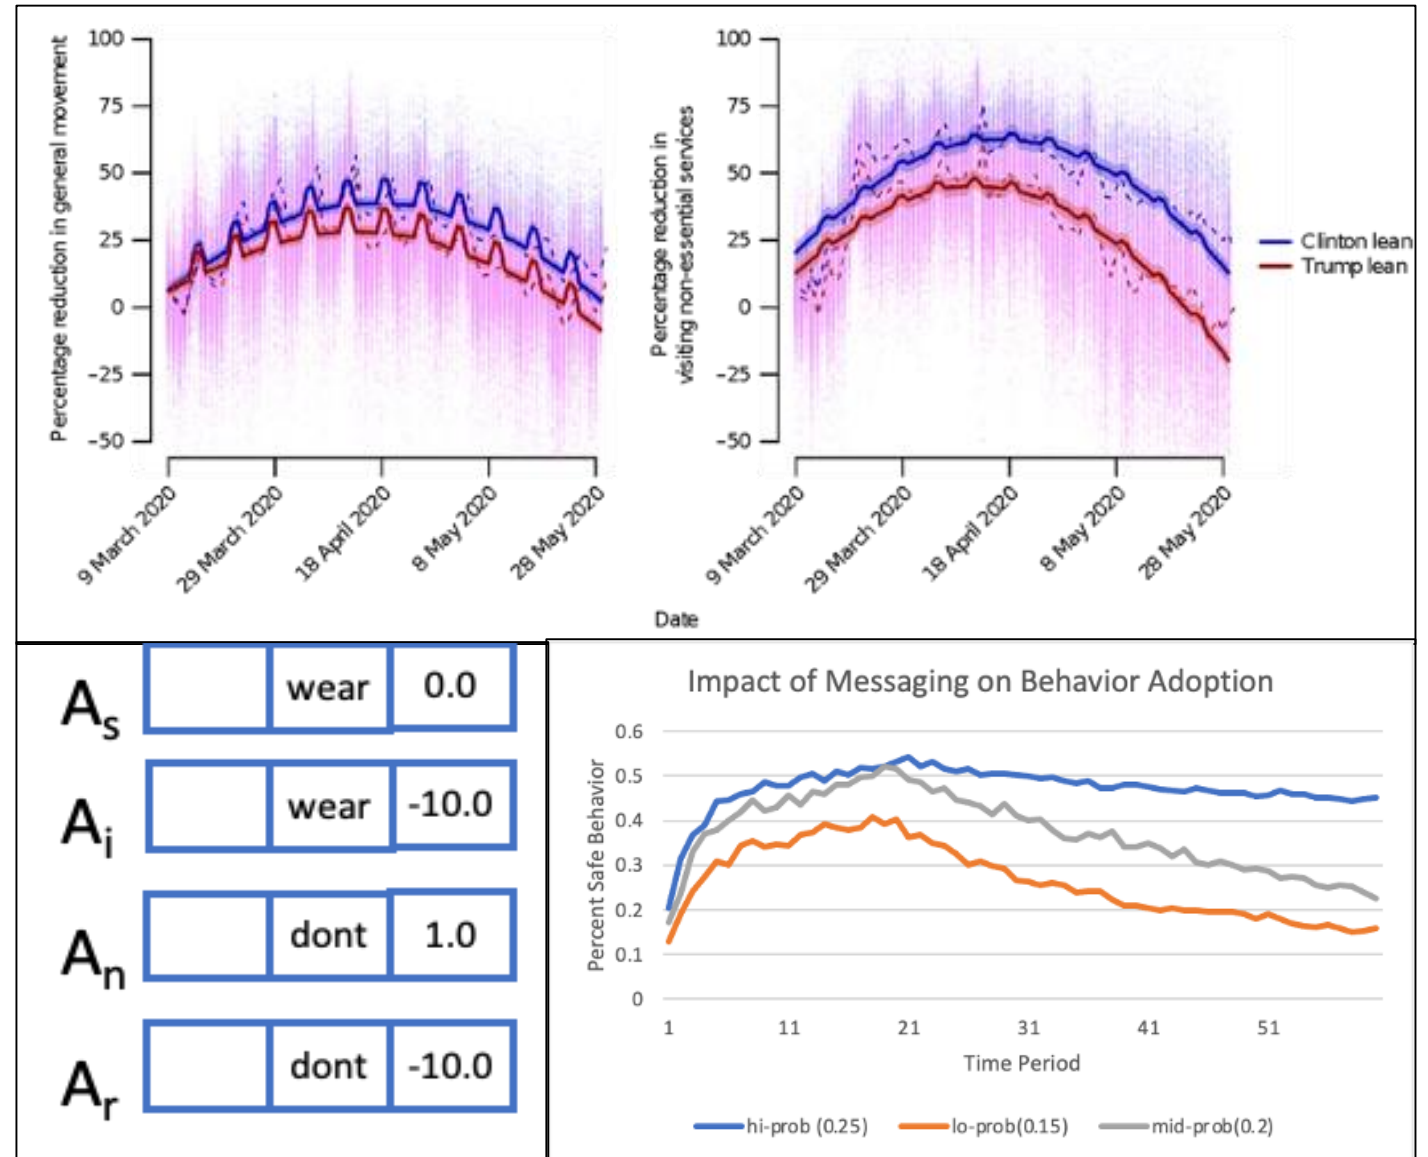 Percentage reduction in general movement
100
75
50
25
0
−25
−50
9 March 2020
29 March 2020
18 April 2020
8 May 2020
28 May 2020
Percentage reduction in
visiting non-essential services
100
75
50
25
0
−25
−50
9 March 2020
29 March 2020
18 April 2020
8 May 2020
28 May 2020
Clinton lean
Trump lean
Date
As wear 0.0
Ai wear -10.0
An dont 1.0
Ar dont -10.0
Impact of Messaging on Behavior Adoption
Percent Safe Behavior
0.6
0.5
0.4
0.3
0.2
0.1
0
1 11 21 31 41 51
Time Period
hi-prob (0.25) lo-prob(0.15) mid-prob(0.2)